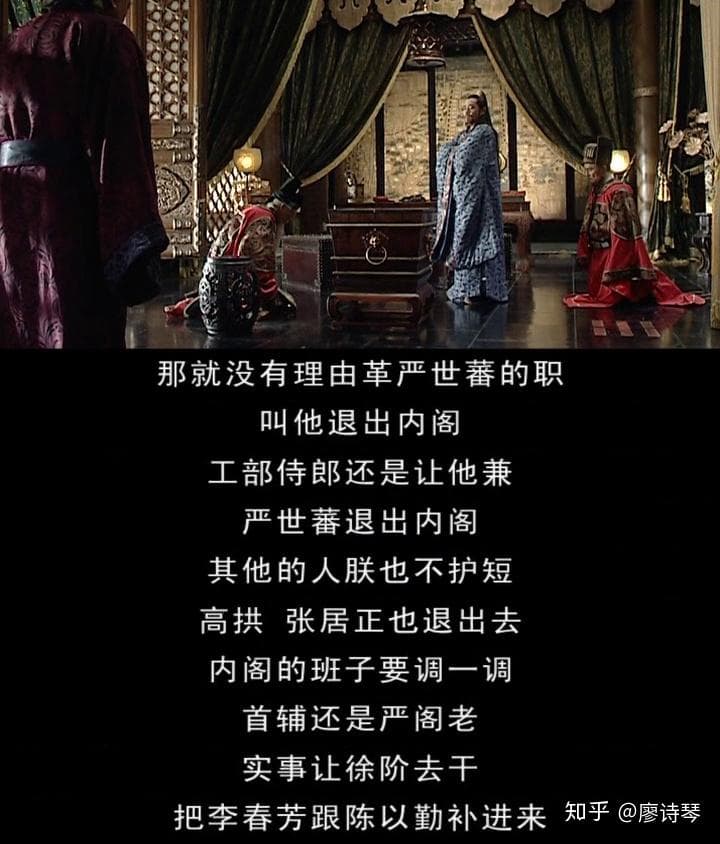 那就没有理由革严世蕃的职
叫他退出内阁
工部侍郎还是让他兼
严世蕃退出内阁
其他的人朕也不护短
高拱 张居正也退出去
内阁的班子要调一调
首辅还是严阁老
实事让徐阶去干
把李春芳跟陈以勤补进来
知乎 @廖诗琴